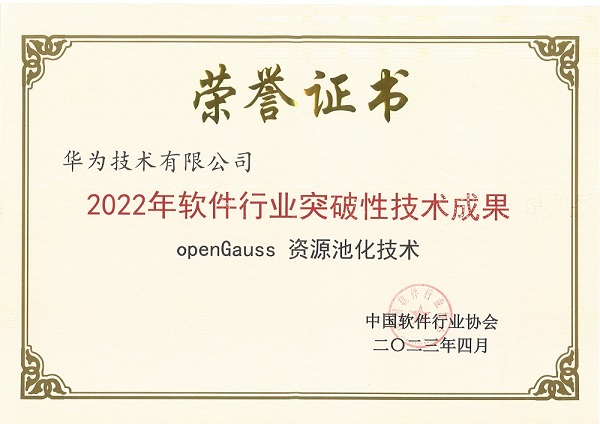 荣誉证书
华为技术有限公司
2022年软件行业突破性技术成果
openGauss 资源池化技术
中国软件行业协会
二〇二三年四月